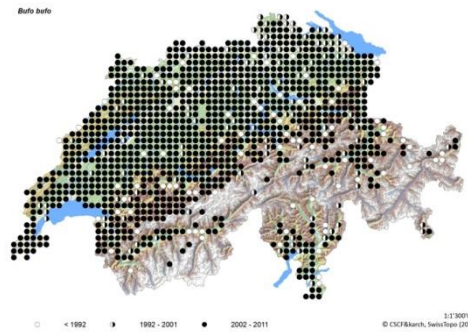 Bufo bufo
< 1992 1992 - 2001 2002 - 2011
1:1'300'
© CSCF&karch, SwissTopo (20